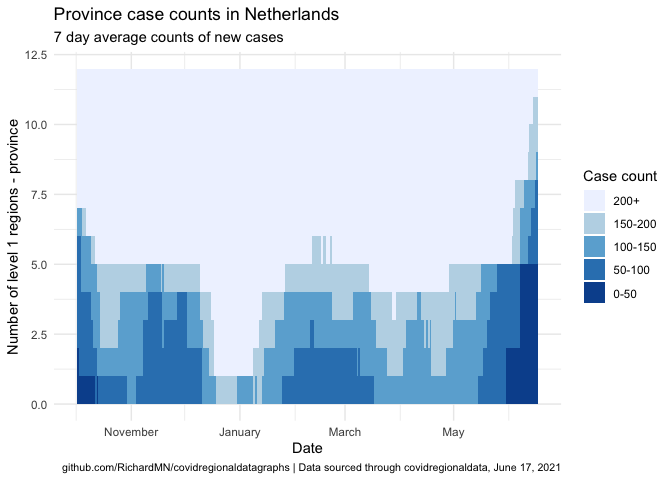 Province case counts in Netherlands
7 day average counts of new cases
Number of level 1 regions - province
12.5
10.0
7.5
5.0
2.5
0.0
November
January
March
May
Date
Case count
200+
150-200
100-150
50-100
0-50
github.com/RichardMN/covidregionaldatagraphs | Data sourced through covidregionaldata, June 17, 2021